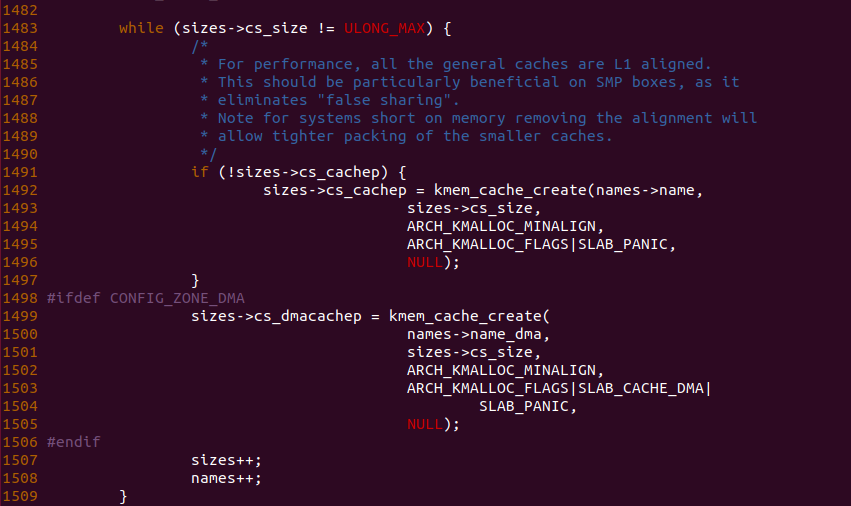 1482
1483 while (sizes->cs_size != ULONG_MAX) {
1484 /*
1485 * For performance, all the general caches are L1 aligned.
1486 * This should be particularly beneficial on SMP boxes, as it
1487 * eliminates "false sharing".
1488 * Note for systems short on memory removing the alignment will
1489 * allow tighter packing of the smaller caches.
1490 */
1491 if (!sizes->cs_cachep) {
1492 sizes->cs_cachep = kmem_cache_create(names->name,
1493 sizes->cs_size,
1494 ARCH_KMALLOC_MINALIGN,
1495 ARCH_KMALLOC_FLAGS|SLAB_PANIC,
1496 NULL);
1497 }
1498 #ifdef CONFIG_ZONE_DMA
1499 sizes->cs_dmacachep = kmem_cache_create(
1500 names->name_dma,
1501 sizes->cs_size,
1502 ARCH_KMALLOC_MINALIGN,
1503 ARCH_KMALLOC_FLAGS|SLAB_CACHE_DMA|
1504 SLAB_PANIC,
1505 NULL);
1506 #endif
1507 sizes++;
1508 names++;
1509 }